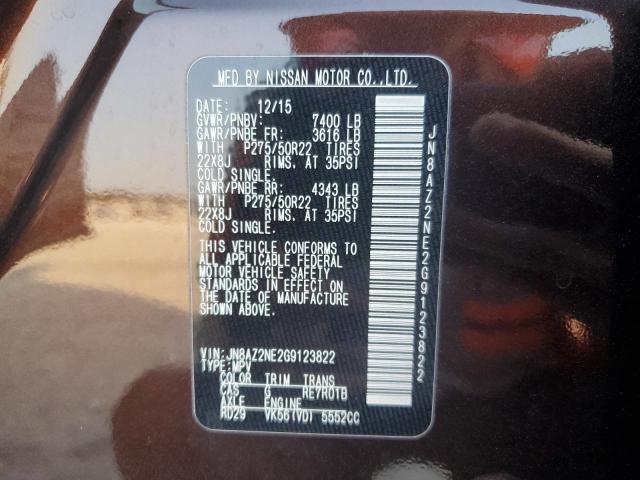 MFD BY NISSAN MOTOR CO.,LTD.
DATE: 12/15
GVWR/PNBV: 7400 LB
GAWR/PNBE FR: 3616 LB
WITH P275/50R22 TIRES
22X8J RIMS. AT 35PSI
COLD SINGLE.
GAWR/PNBE RR: 4343 LB
WITH P275/50R22 TIRES
22X8J RIMS. AT 35PSI
COLD SINGLE.
THIS VEHICLE CONFORMS TO
ALL APPLICABLE FEDERAL
MOTOR VEHICLE SAFETY
STANDARDS IN EFFECT ON
THE DATE OF MANUFACTURE
SHOWN ABOVE.
VIN: JN8AZ2NE2G9123822
TYPE: MPV
COLOR TRIM TRANS
CAS G RE7R01B
AXLE ENGINE
RD29 VK56(VD) 5552CC
JN8AZ2NE2G9123822